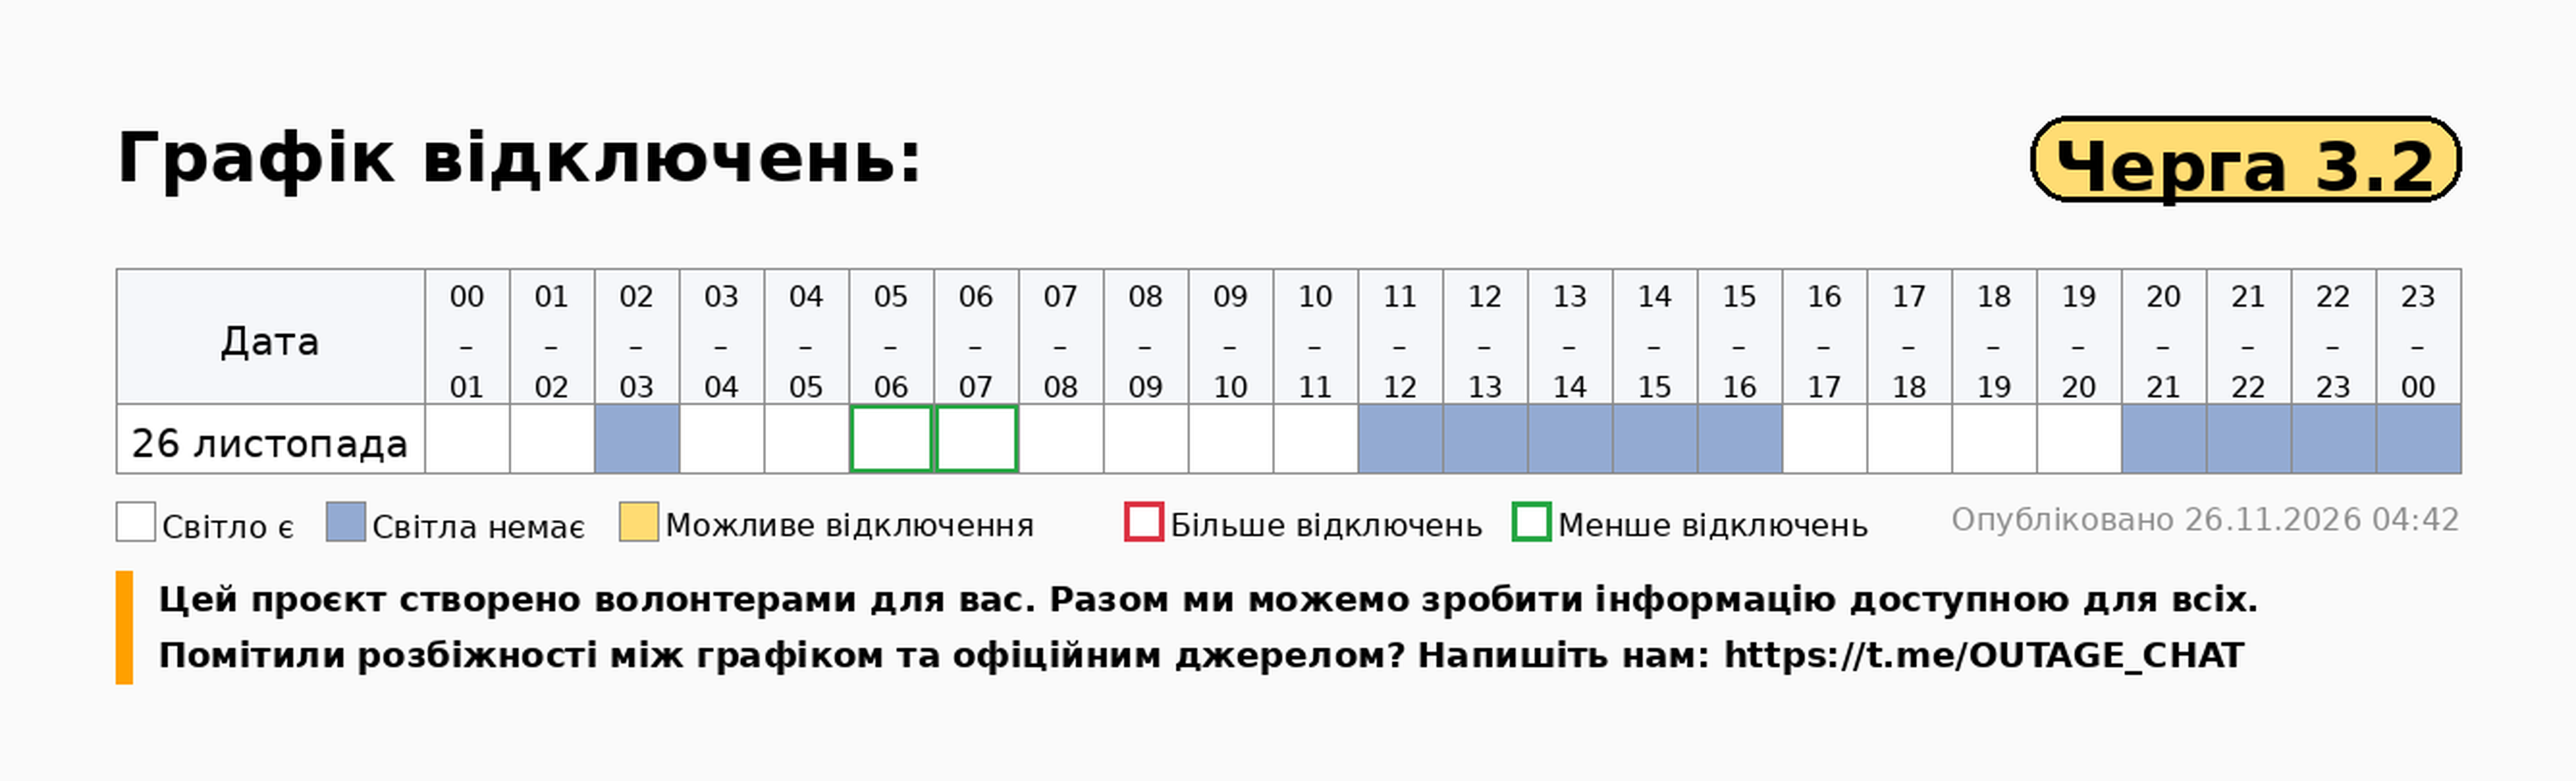 Графік відключень:
Черга 3.2
Дата 00 – 01 01 – 02 02 – 03 03 – 04 04 – 05 05 – 06 06 – 07 07 – 08 08 – 09 09 – 10 10 – 11 11 – 12 12 – 13 13 – 14 14 – 15 15 – 16 16 – 17 17 – 18 18 – 19 19 – 20 20 – 21 21 – 22 22 – 23 23 – 00
26 листопада
Світло є Світла немає Можливе відключення Більше відключень Менше відключень Опубліковано 26.11.2026 04:42
Цей проєкт створено волонтерами для вас. Разом ми можемо зробити інформацію доступною для всіх.
Помітили розбіжності між графіком та офіційним джерелом? Напишіть нам: https://t.me/OUTAGE_CHAT